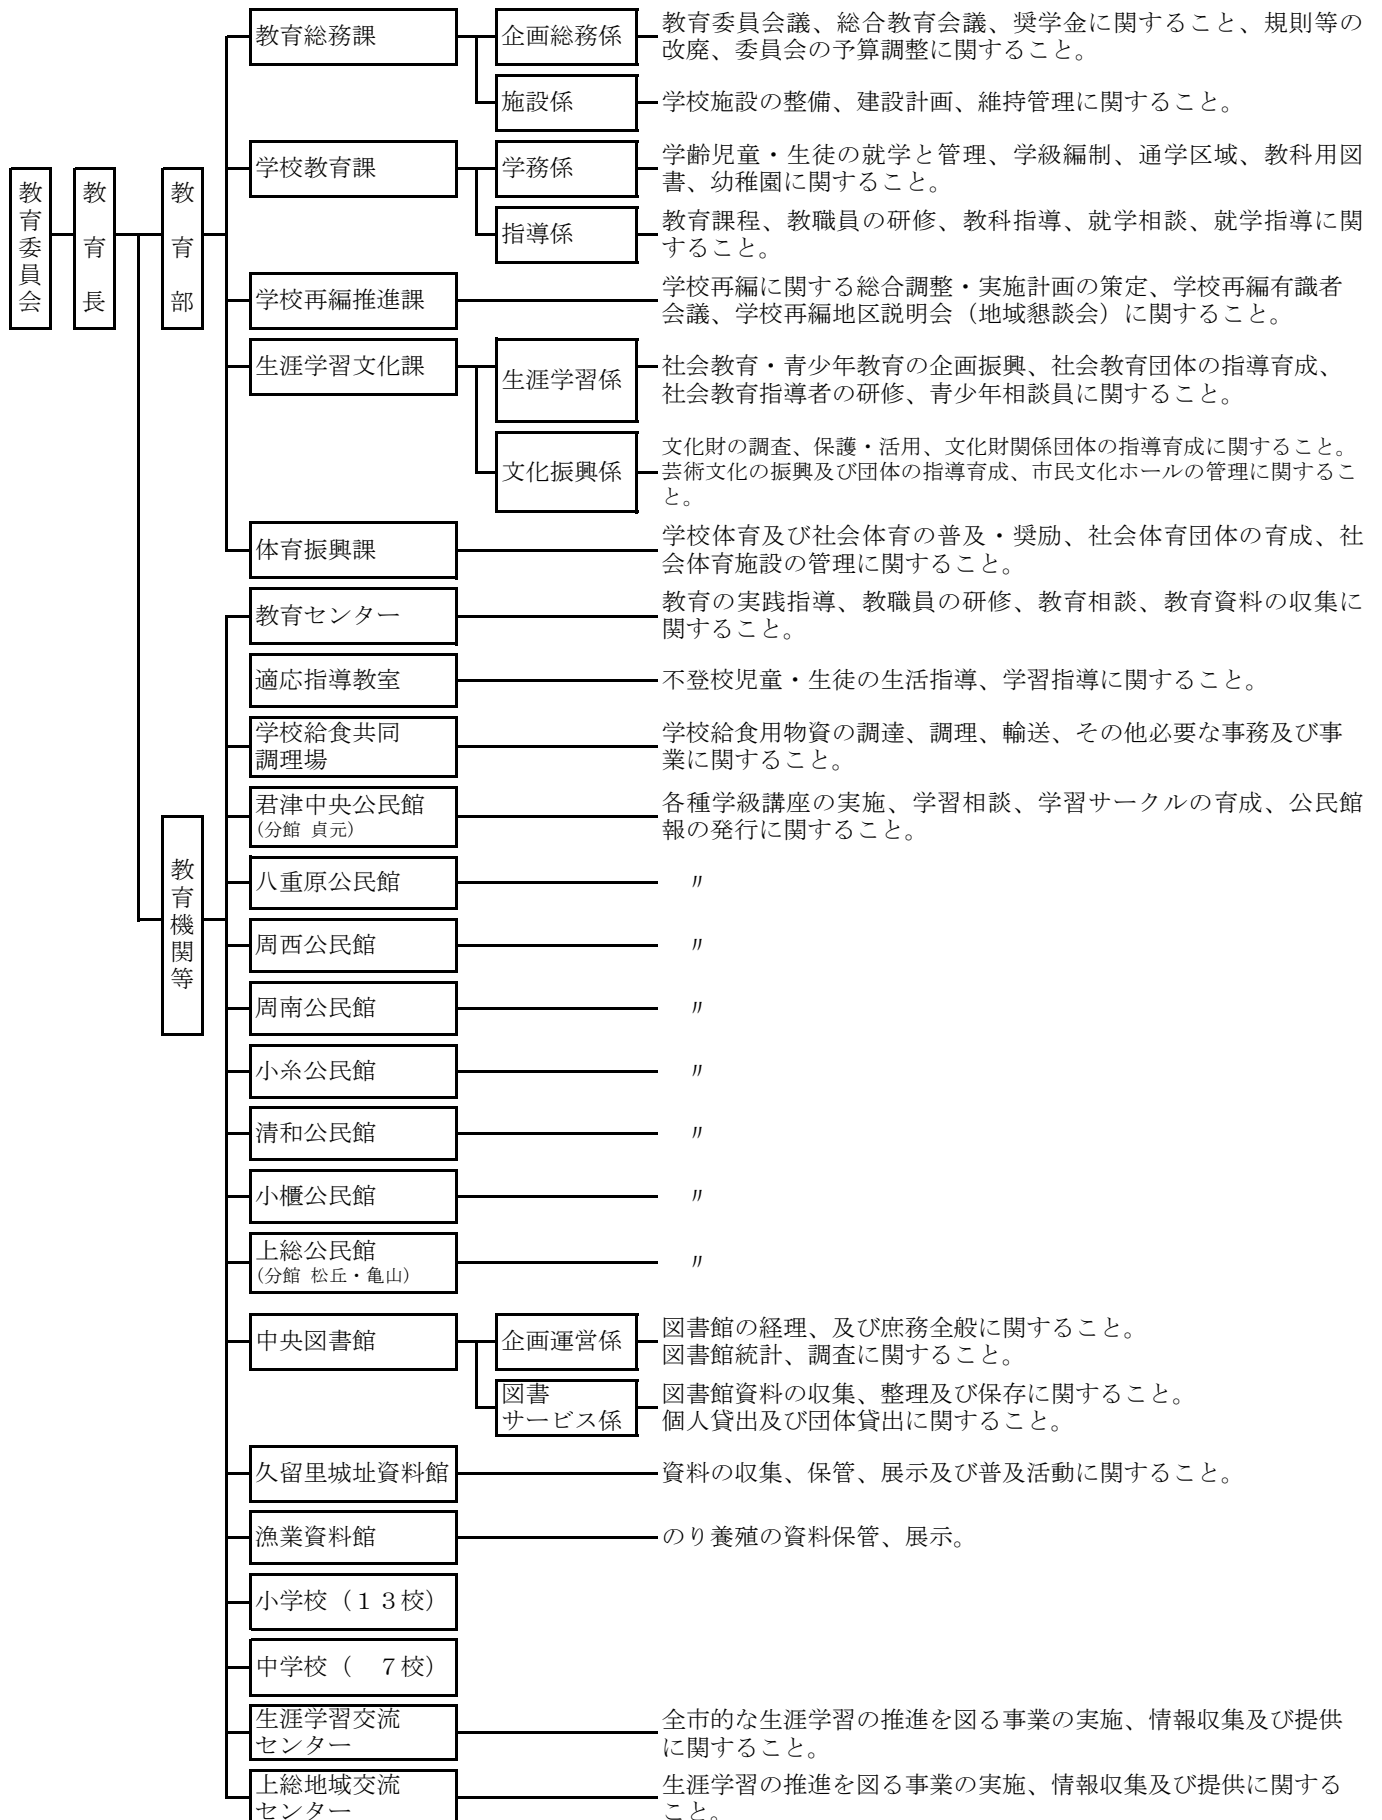 教育委員会
教育長
教育部
教育総務課
企画総務係
教育委員会議、総合教育会議、奨学金に関すること、規則等の
改廃、委員会の予算調整に関すること。
施設係
学校施設の整備、建設計画、維持管理に関すること。
学校教育課
学務係
学齢児童・生徒の就学と管理、学級編制、通学区域、教科用図
書、幼稚園に関すること。
指導係
教育課程、教職員の研修、教科指導、就学相談、就学指導に関
すること。
学校再編推進課
学校再編に関する総合調整・実施計画の策定、学校再編有識者
会議、学校再編地区説明会（地域懇談会）に関すること。
生涯学習文化課
生涯学習係
社会教育・青少年教育の企画振興、社会教育団体の指導育成、
社会教育指導者の研修、青少年相談員に関すること。
文化振興係
文化財の調査、保護・活用、文化財関係団体の指導育成に関すること。
芸術文化の振興及び団体の指導育成、市民文化ホールの管理に関するこ
と。
体育振興課
学校体育及び社会体育の普及・奨励、社会体育団体の育成、社
会体育施設の管理に関すること。
教育機関等
教育センター
教育の実践指導、教職員の研修、教育相談、教育資料の収集に
関すること。
適応指導教室
不登校児童・生徒の生活指導、学習指導に関すること。
学校給食共同
調理場
学校給食用物資の調達、調理、輸送、その他必要な事務及び事
業に関すること。
君津中央公民館
(分館 貞元)
各種学級講座の実施、学習相談、学習サークルの育成、公民館
報の発行に関すること。
八重原公民館
〃
周西公民館
〃
周南公民館
〃
小糸公民館
〃
清和公民館
〃
小櫃公民館
〃
上総公民館
(分館 松丘・亀山)
〃
中央図書館
企画運営係
図書館の経理、及び庶務全般に関すること。
図書館統計、調査に関すること。
図書
サービス係
図書館資料の収集、整理及び保存に関すること。
個人貸出及び団体貸出に関すること。
久留里城址資料館
資料の収集、保管、展示及び普及活動に関すること。
漁業資料館
のり養殖の資料保管、展示。
小学校（１３校）
中学校（　７校）
生涯学習交流
センター
全市的な生涯学習の推進を図る事業の実施、情報収集及び提供
に関すること。
上総地域交流
センター
生涯学習の推進を図る事業の実施、情報収集及び提供に関する
こと。